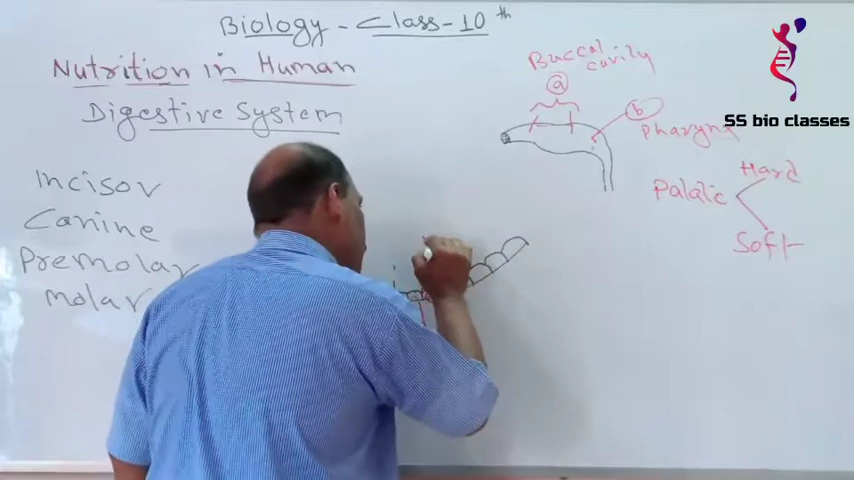 Biology - Class - 10th
Nutrition in Human
Digestive System
Incisor
Canine
Premolar
molar
Buccal cavity
a
b
Pharynx
Palatic
Hard
Soft
SS bio classes